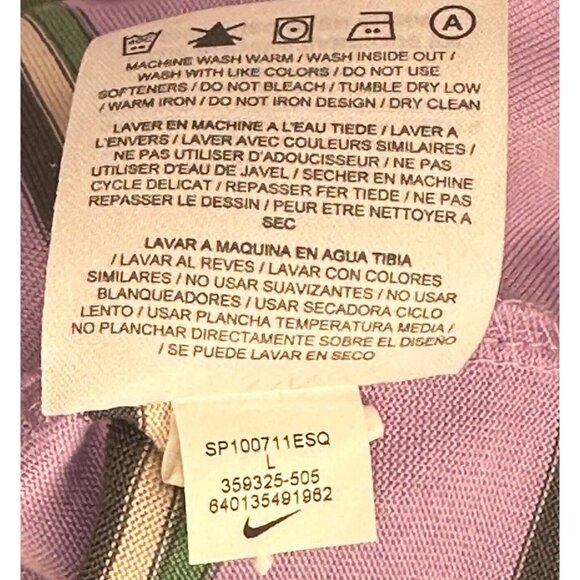 A
MACHINE WASH WARM / WASH INSIDE OUT /
WASH WITH LIKE COLORS / DO NOT USE
SOFTENERS / DO NOT BLEACH / TUMBLE DRY LOW
/ WARM IRON / DO NOT IRON DESIGN / DRY CLEAN
LAVER EN MACHINE A L'EAU TIEDE / LAVER A
L'ENVERS / LAVER AVEC COULEURS SIMILAIRES /
NE PAS UTILISER D'ADOUCISSEUR / NE PAS
UTILISER D'EAU DE JAVEL / SECHER EN MACHINE
CYCLE DELICAT / REPASSER FER TIEDE / NE PAS
REPASSER LE DESSIN / PEUR ETRE NETTOYER A
SEC
LAVAR A MAQUINA EN AGUA TIBIA
/ LAVAR AL REVES / LAVAR CON COLORES
SIMILARES / NO USAR SUAVIZANTES / NO USAR
BLANQUEADORES / USAR SECADORA CICLO
LENTO / USAR PLANCHA TEMPERATURA MEDIA /
NO PLANCHAR DIRECTAMENTE SOBRE EL DISEÑO
/ SE PUEDE LAVAR EN SECO
SP100711ESQ
L
359325-505
640135491962